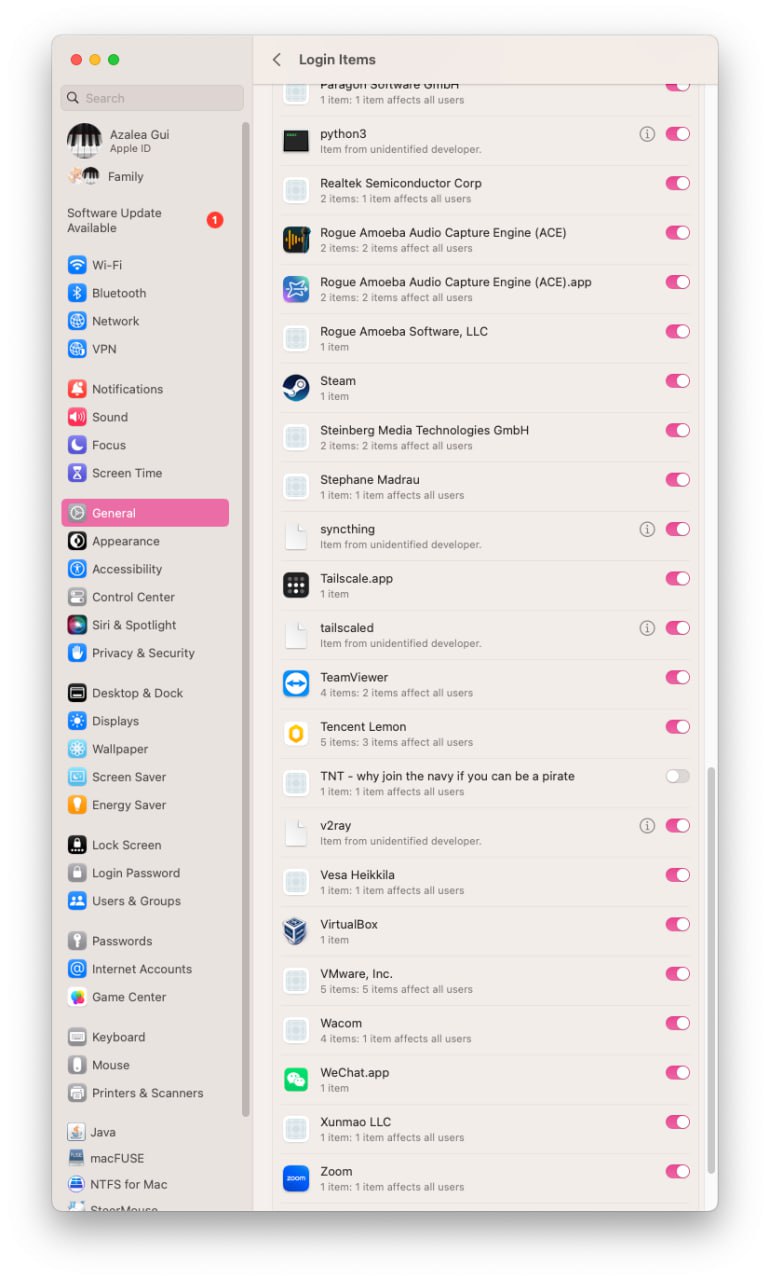 Login Items
Search
Azalea Gui
Apple ID
Family
Software Update
Available
1
Wi-Fi
Bluetooth
Network
VPN
Notifications
Sound
Focus
Screen Time
General
Appearance
Accessibility
Control Center
Siri & Spotlight
Privacy & Security
Desktop & Dock
Displays
Wallpaper
Screen Saver
Energy Saver
Lock Screen
Login Password
Users & Groups
Passwords
Internet Accounts
Game Center
Keyboard
Mouse
Printers & Scanners
Java
macFUSE
NTFS for Mac
SteerMouse
Paragon Software GmbH
1 item: 1 item affects all users
python3
Item from unidentified developer.
Realtek Semiconductor Corp
2 items: 1 item affects all users
Rogue Amoeba Audio Capture Engine (ACE)
2 items: 2 items affect all users
Rogue Amoeba Audio Capture Engine (ACE).app
2 items: 2 items affect all users
Rogue Amoeba Software, LLC
1 item
Steam
1 item
Steinberg Media Technologies GmbH
2 items: 2 items affect all users
Stephane Madrau
1 item: 1 item affects all users
syncthing
Item from unidentified developer.
Tailscale.app
1 item
tailscaled
Item from unidentified developer.
TeamViewer
4 items: 2 items affect all users
Tencent Lemon
5 items: 3 items affect all users
TNT - why join the navy if you can be a pirate
1 item: 1 item affects all users
v2ray
Item from unidentified developer.
Vesa Heikkila
1 item: 1 item affects all users
VirtualBox
1 item
VMware, Inc.
5 items: 5 items affect all users
Wacom
4 items: 1 item affects all users
WeChat.app
1 item
Xunmao LLC
1 item: 1 item affects all users
zoom
Zoom
1 item: 1 item affects all users